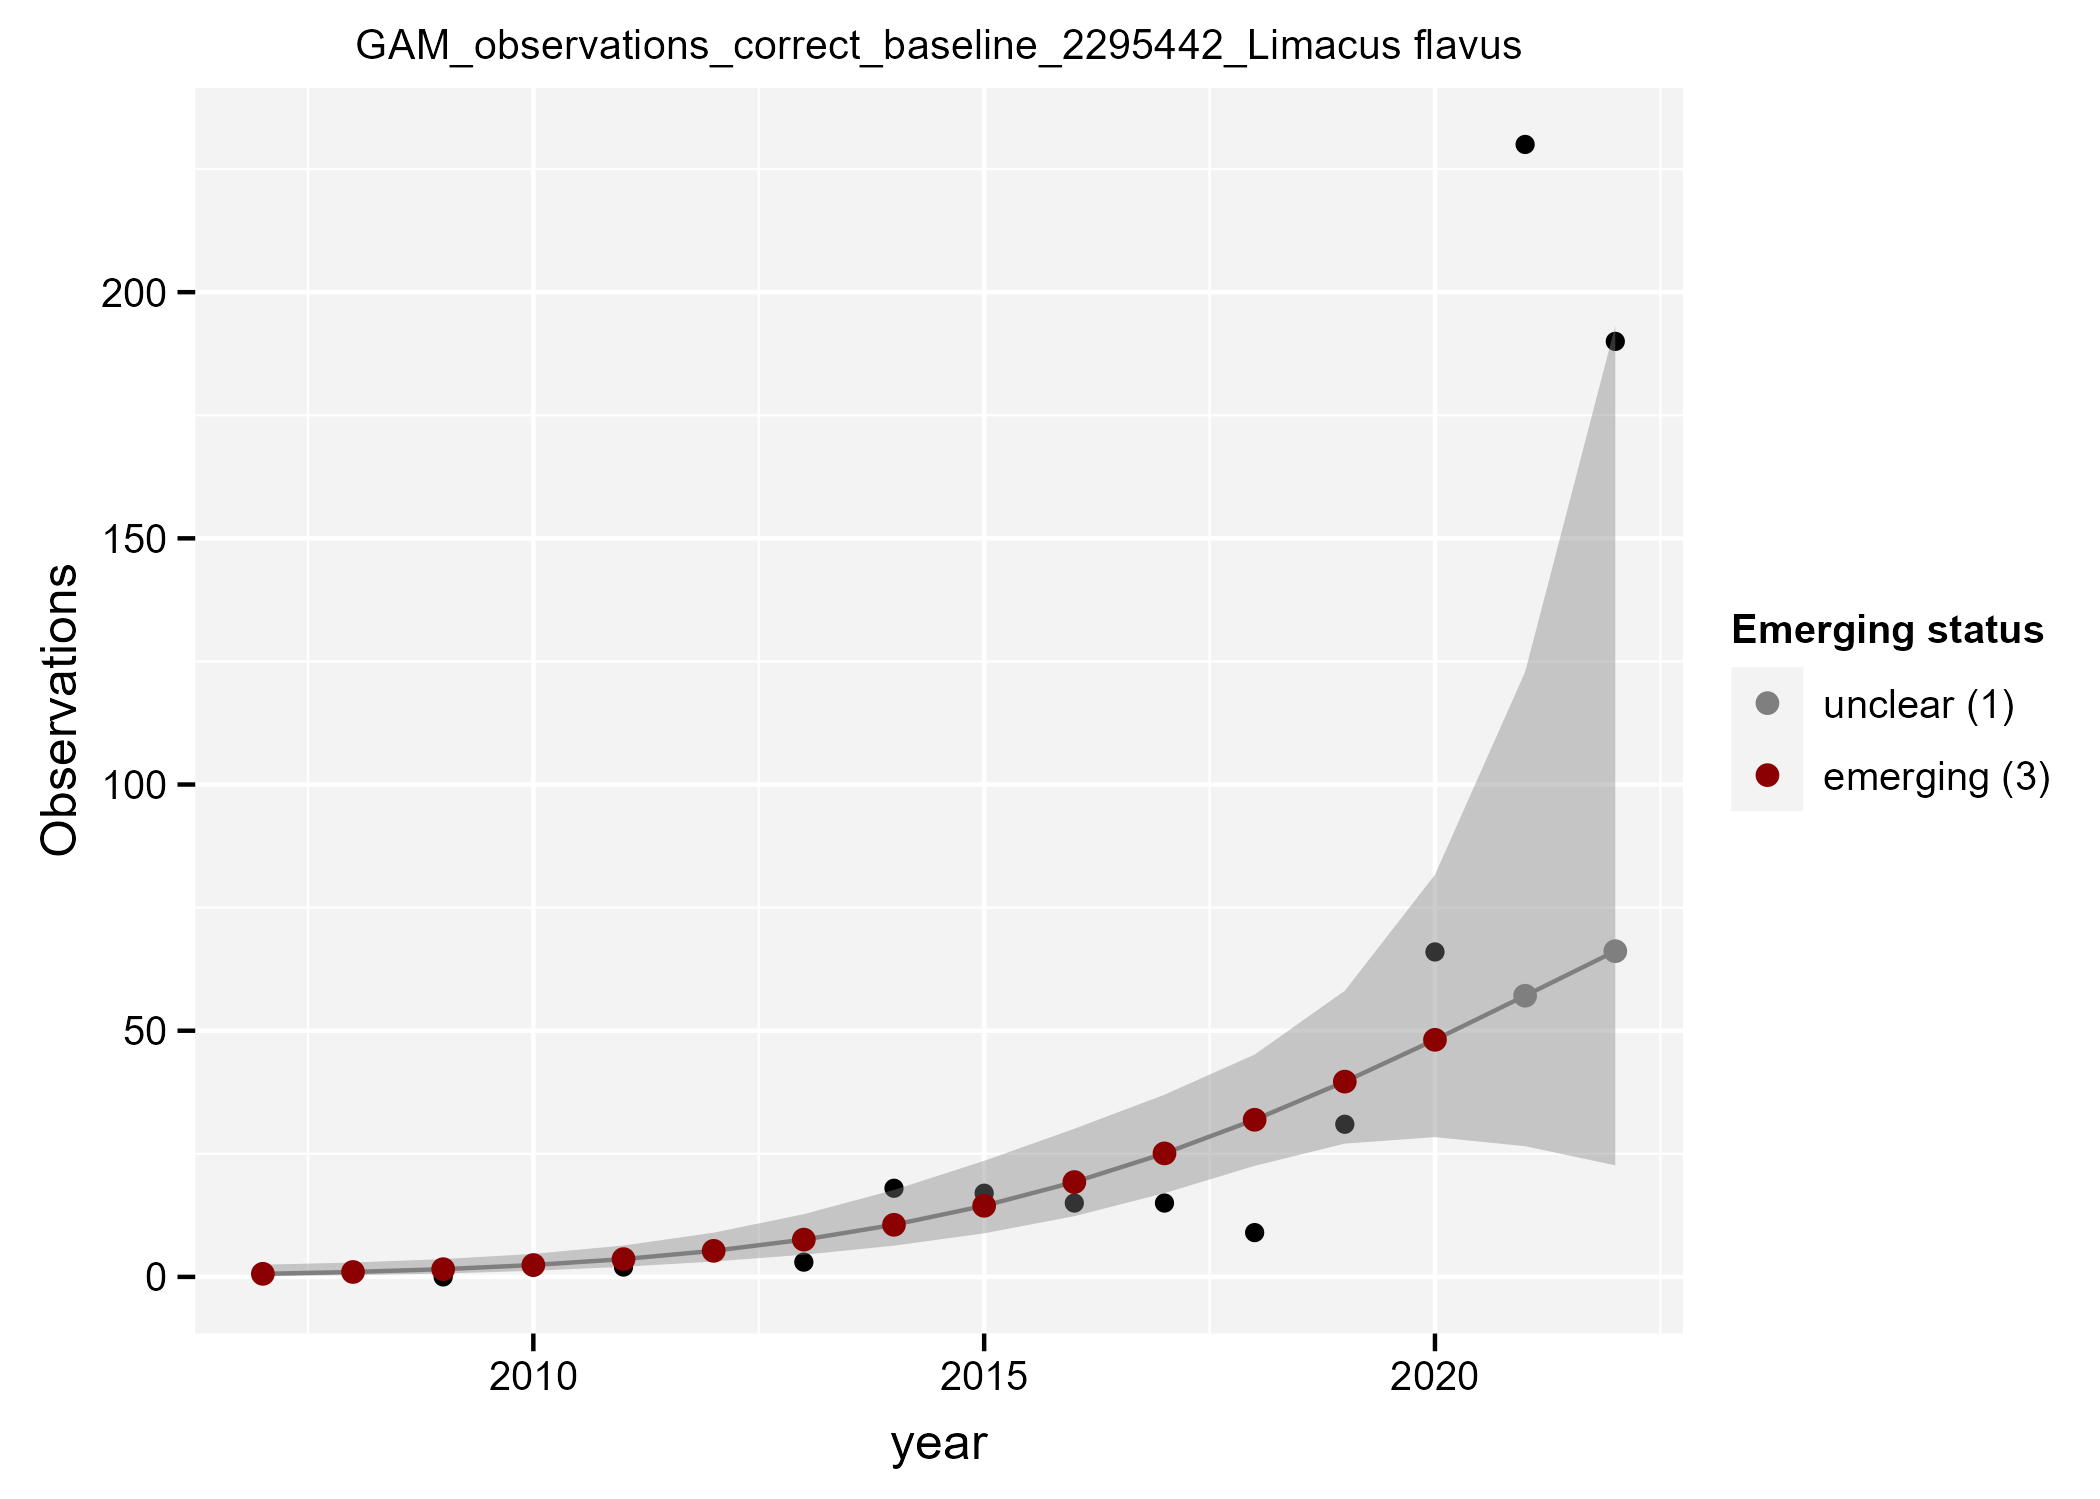 GAM_observations_correct_baseline_2295442_Limacus flavus
Observations
200
150
100
50
0
2010
2015
2020
year
Emerging status
unclear (1)
emerging (3)